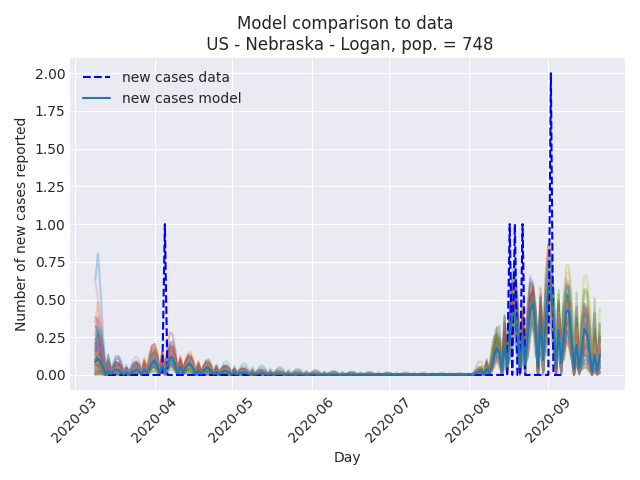 Model comparison to data
US - Nebraska - Logan, pop. = 748
new cases data
new cases model
Number of new cases reported
2.00
1.75
1.50
1.25
1.00
0.75
0.50
0.25
0.00
2020-03
2020-04
2020-05
2020-06
2020-07
2020-08
2020-09
Day